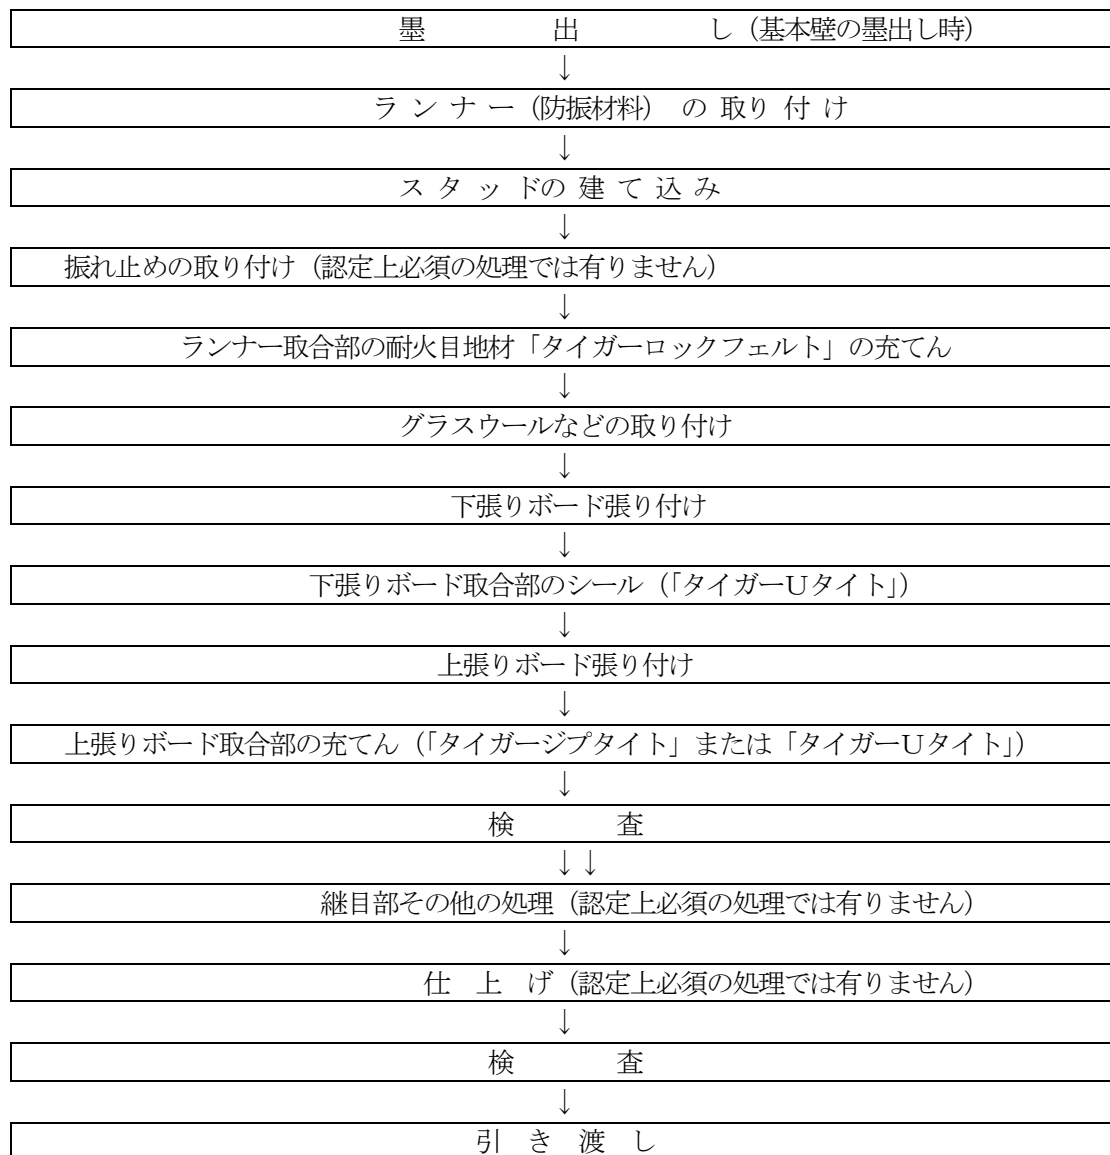 墨 出 し（基本壁の墨出し時）
↓
ランナー（防振材料） の 取り 付 け
↓
スタッドの 建 て 込 み
↓
振れ止めの取り付け（認定上必須の処理では有りません）
↓
ランナー取合部の耐火目地材「タイガーロックフェルト」の充てん
↓
グラスウールなどの取り付け
↓
下張りボード張り付け
↓
下張りボード取合部のシール（「タイガーUタイト」）
↓
上張りボード張り付け
↓
上張りボード取合部の充てん（「タイガージプタイト」または「タイガーUタイト」）
↓
検 査
↓↓
継目部その他の処理（認定上必須の処理では有りません）
↓
仕 上 げ（認定上必須の処理では有りません）
↓
検 査
↓
引 き 渡 し